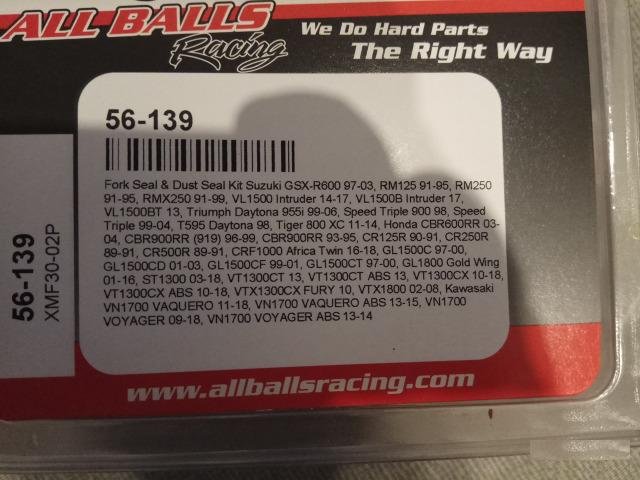 ALL BALLS
Racing
We Do Hard Parts
The Right Way
56-139
Fork Seal & Dust Seal Kit Suzuki GSX-R600 97-03, RM125 91-95, RM250
91-95, RMX250 91-99, VL1500 Intruder 14-17, VL1500B Intruder 17,
VL1500BT 13, Triumph Daytona 955i 99-06, Speed Triple 900 98, Speed
Triple 99-04, T595 Daytona 98, Tiger 800 XC 11-14, Honda CBR600RR 03-
04, CBR900RR (919) 96-99, CBR900RR 93-95, CR125R 90-91, CR250R
89-91, CR500R 89-91, CRF1000 Africa Twin 16-18, GL1500C 97-00,
GL1500CD 01-03, GL1500CF 99-01, GL1500CT 97-00, GL1800 Gold Wing
01-16, ST1300 03-18, VT1300CT 13, VT1300CT ABS 13, VT1300CX 10-18,
VT1300CX ABS 10-18, VTX1300CX FURY 10, VTX1800 02-08, Kawasaki
VN1700 VAQUERO 11-18, VN1700 VAQUERO ABS 13-15, VN1700
VOYAGER 09-18, VN1700 VOYAGER ABS 13-14
56-139
XMF30-02P
www.allballsracing.com